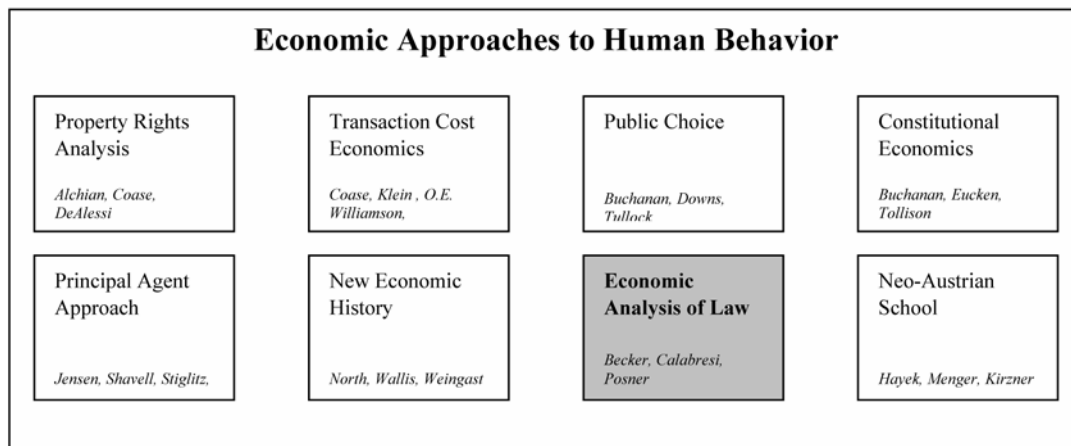 Economic Approaches to Human Behavior
Property Rights
Analysis
Alchian, Coase,
DeAlessi
Transaction Cost
Economics
Coase, Klein , O.E.
Williamson,
Public Choice
Buchanan, Downs,
Tullock
Constitutional
Economics
Buchanan, Eucken,
Tollison
Principal Agent
Approach
Jensen, Shavell, Stiglitz,
New Economic
History
North, Wallis, Weingast
Economic
Analysis of Law
Becker, Calabresi,
Posner
Neo-Austrian
School
Hayek, Menger, Kirzner